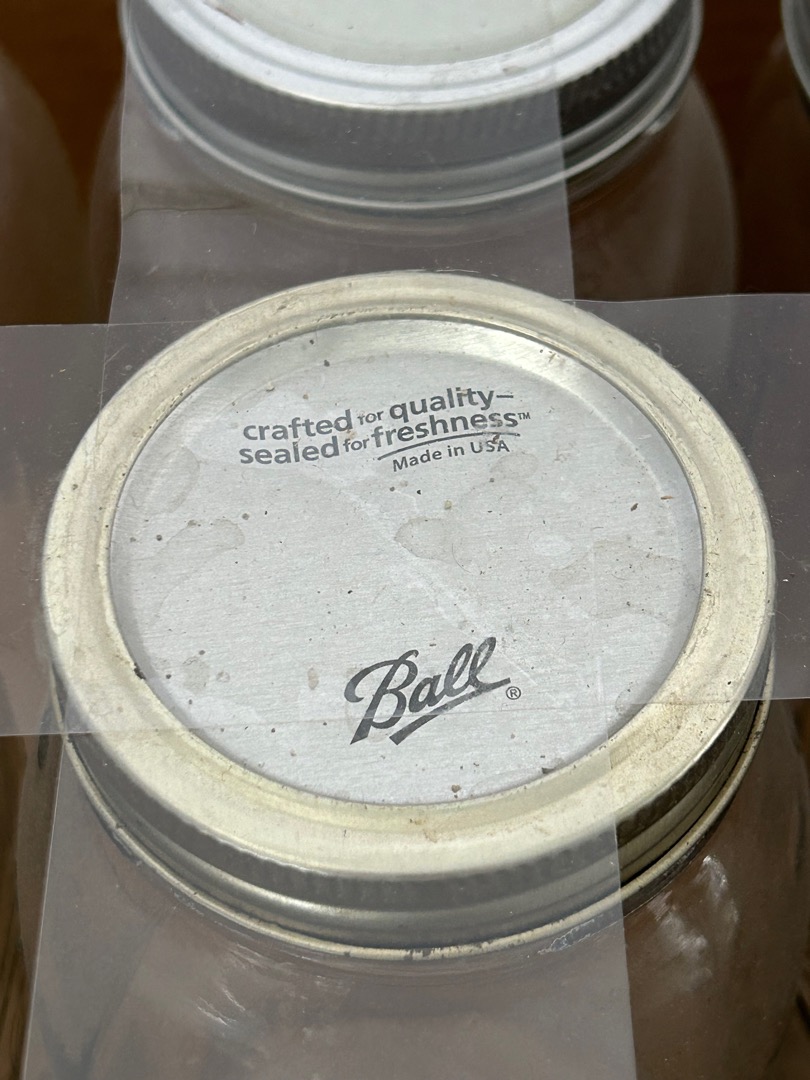 crafted for quality–
sealed for freshness™
Made in USA
Ball®